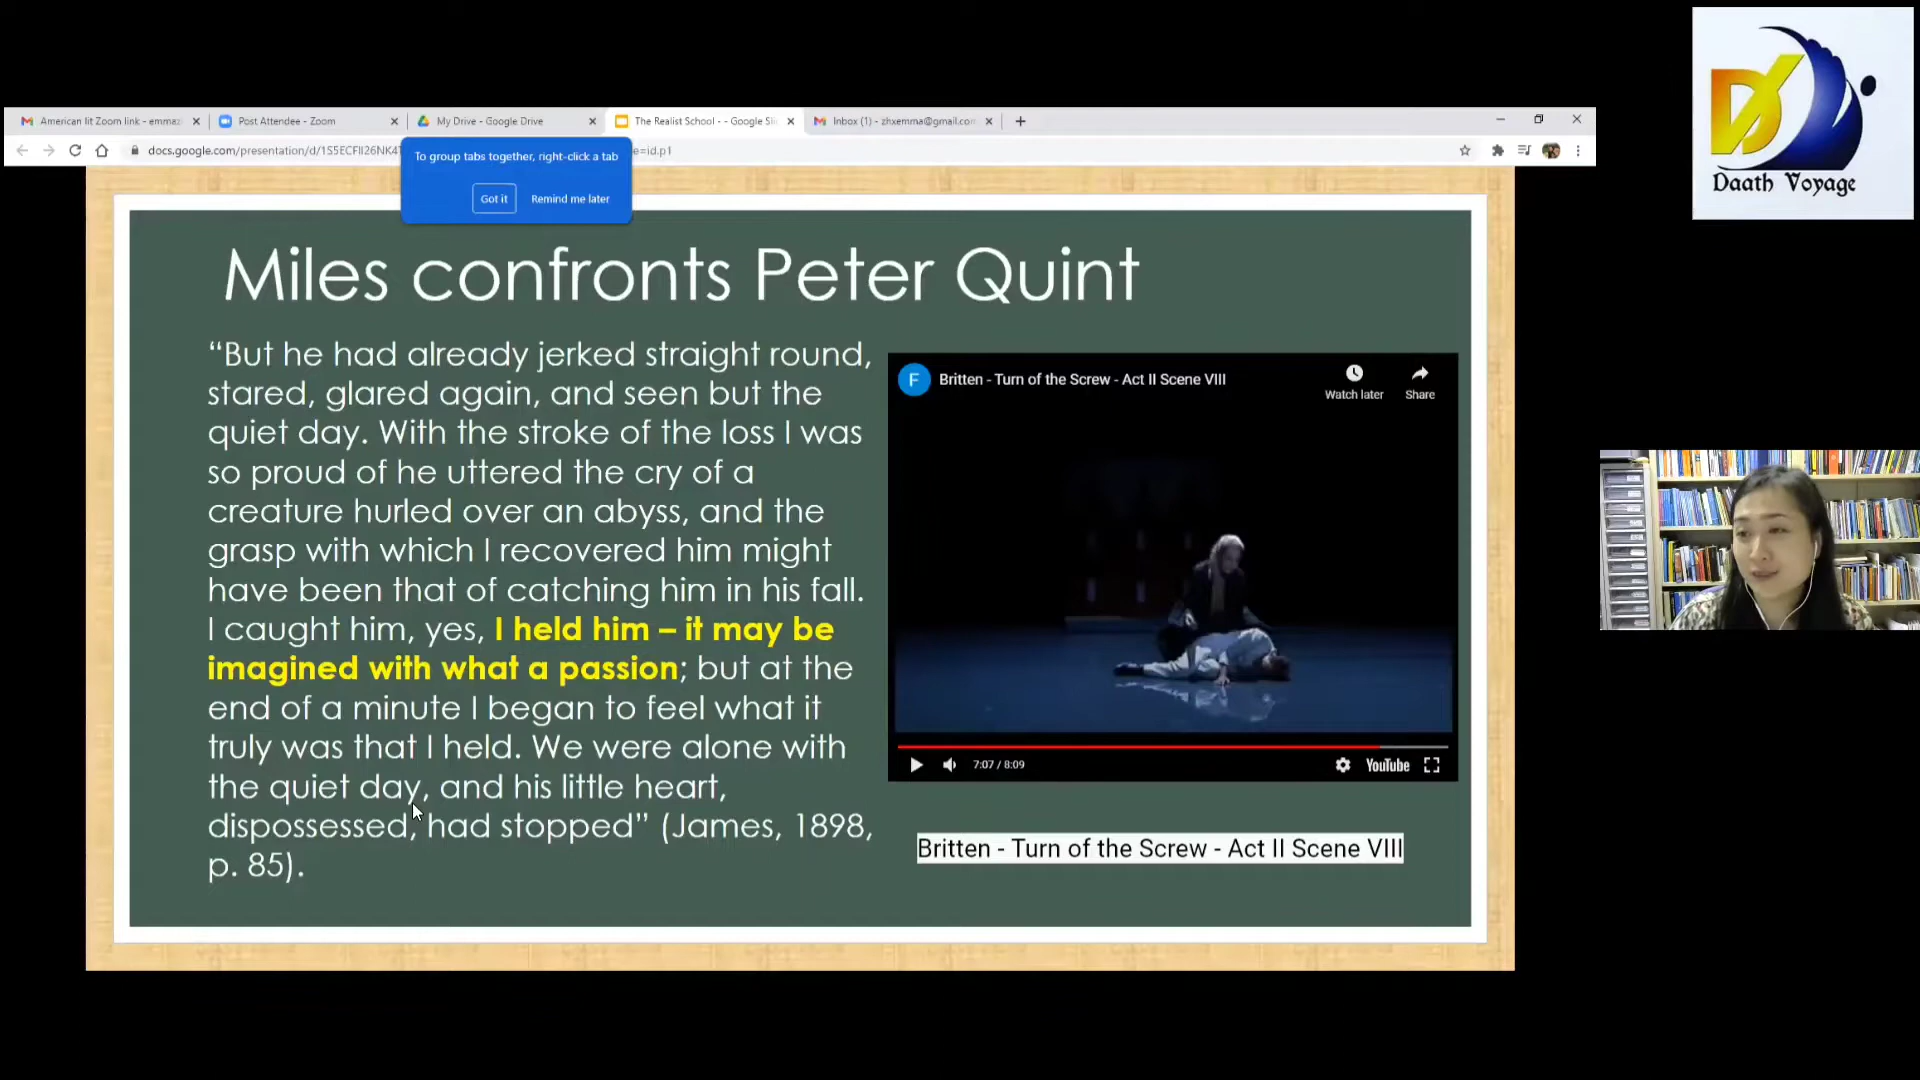 American lit Zoom link - emmaz
Post Attendee - Zoom
My Drive - Google Drive
The Realist School - - Google Sli
Inbox (1) - zhxemma@gmail.com
docs.google.com/presentation/d/1S5ECFII26NK4
=id.p1
To group tabs together, right-click a tab
Got it
Remind me later
Daath Voyage
Miles confronts Peter Quint
“But he had already jerked straight round,
stared, glared again, and seen but the
quiet day. With the stroke of the loss I was
so proud of he uttered the cry of a
creature hurled over an abyss, and the
grasp with which I recovered him might
have been that of catching him in his fall.
I caught him, yes, I held him – it may be
imagined with what a passion; but at the
end of a minute I began to feel what it
truly was that I held. We were alone with
the quiet day, and his little heart,
dispossessed, had stopped” (James, 1898,
p. 85).
F
Britten - Turn of the Screw - Act II Scene VIII
Watch later
Share
7:07 / 8:09
YouTube
Britten - Turn of the Screw - Act II Scene VIII